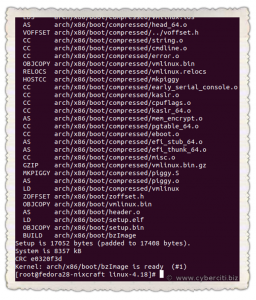 LDS arch/x86/boot/compressed/vmlinux.lds
AS arch/x86/boot/compressed/head_64.o
VOFFSET arch/x86/boot/compressed/../voffset.h
CC arch/x86/boot/compressed/string.o
CC arch/x86/boot/compressed/cmdline.o
CC arch/x86/boot/compressed/error.o
OBJCOPY arch/x86/boot/compressed/vmlinux.bin
RELOCS arch/x86/boot/compressed/vmlinux.relocs
HOSTCC arch/x86/boot/compressed/mkpiggy
CC arch/x86/boot/compressed/early_serial_console.o
CC arch/x86/boot/compressed/kaslr.o
CC arch/x86/boot/compressed/cpuflags.o
CC arch/x86/boot/compressed/kaslr.o
AS arch/x86/boot/compressed/mem_encrypt.o
CC arch/x86/boot/compressed/pgtable_64.o
CC arch/x86/boot/compressed/eboot.o
AS arch/x86/boot/compressed/efi_stub_64.o
AS arch/x86/boot/compressed/efi_thunk_64.o
CC arch/x86/boot/compressed/misc.o
GZIP arch/x86/boot/compressed/vmlinux.bin.gz
MKPIGGY arch/x86/boot/compressed/piggy.S
AS arch/x86/boot/compressed/piggy.o
LD arch/x86/boot/compressed/vmlinux
ZOFFSET arch/x86/boot/zoffset.h
OBJCOPY arch/x86/boot/vmlinux.bin
AS arch/x86/boot/header.o
LD arch/x86/boot/setup.elf
OBJCOPY arch/x86/boot/setup.bin
BUILD arch/x86/boot/bzImage
Setup is 17052 bytes (padded to 17408 bytes).
System is 8357 kB
CRC e0320f3d
Kernel: arch/x86/boot/bzImage is ready (#1)
[root@fedora28-nixcraft linux-4.18]#
www.cyberciti.biz